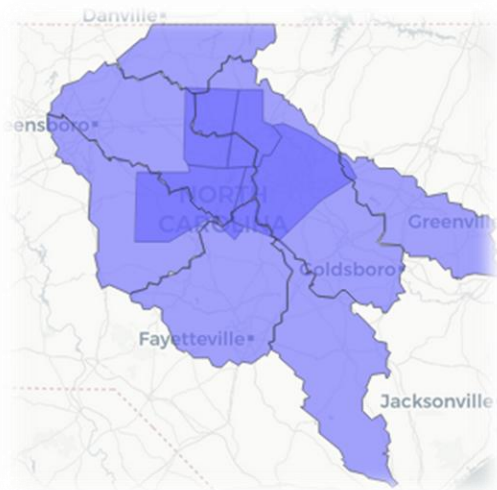 Danville
eensboro
NORTH
CAROLINA
Greenvill
Goldsboro
Fayetteville
Jacksonville